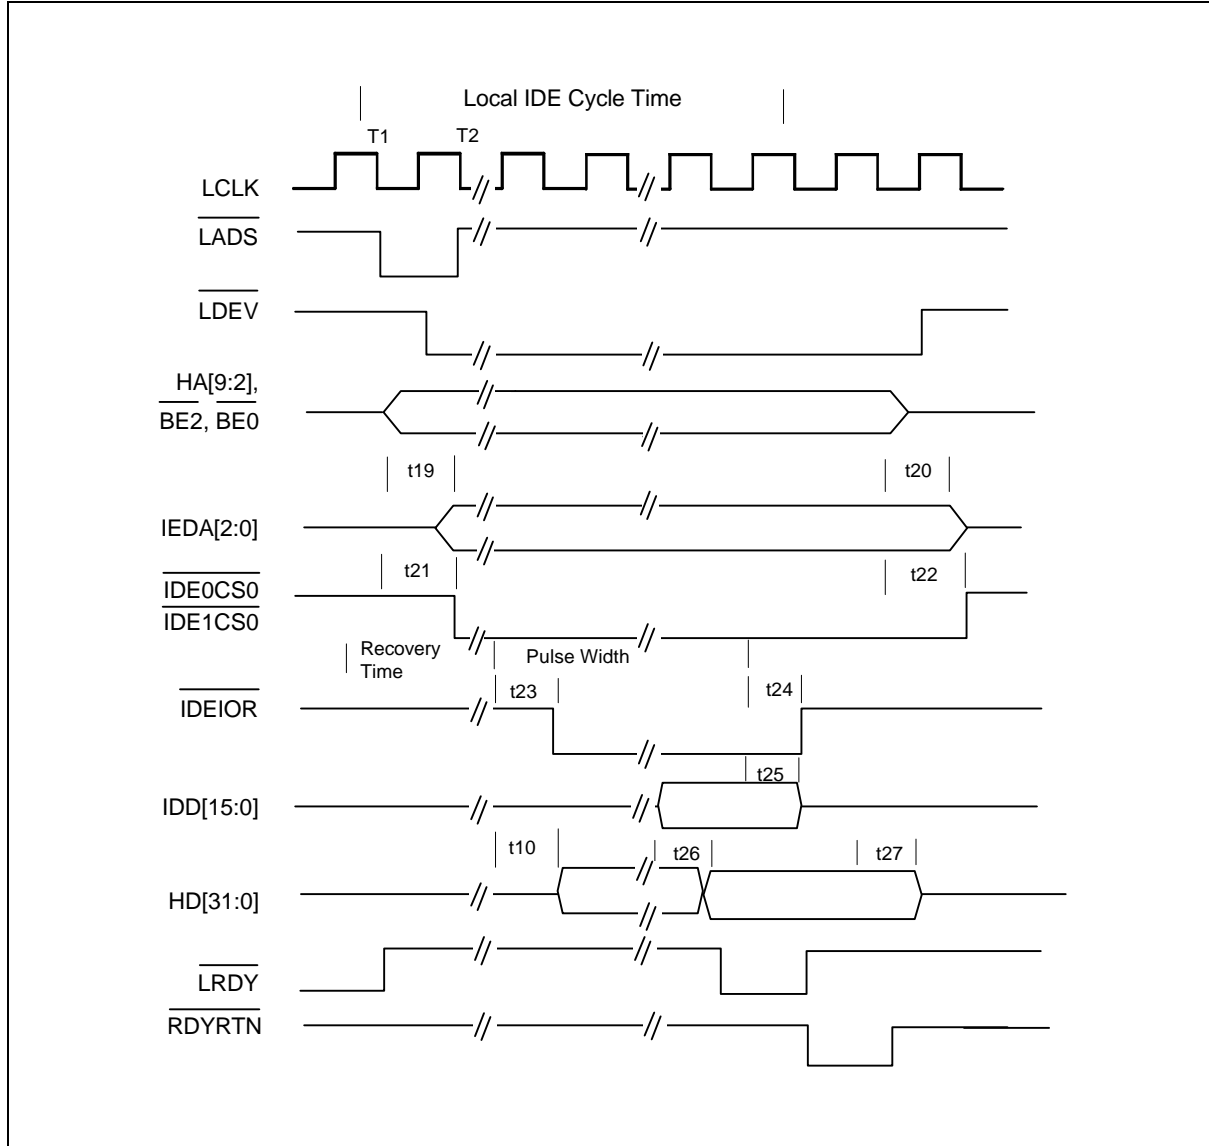 Local IDE Cycle Time
T1 T2
LCLK
LADS
LDEV
HA[9:2],
BE2, BE0
t19 t20
IEDA[2:0]
t21 t22
IDE0CS0
IDE1CS0
Recovery
Time
Pulse Width
t23 t24
IDEIOR
t25
IDD[15:0]
t10 t26 t27
HD[31:0]
LRDY
RDYRTN